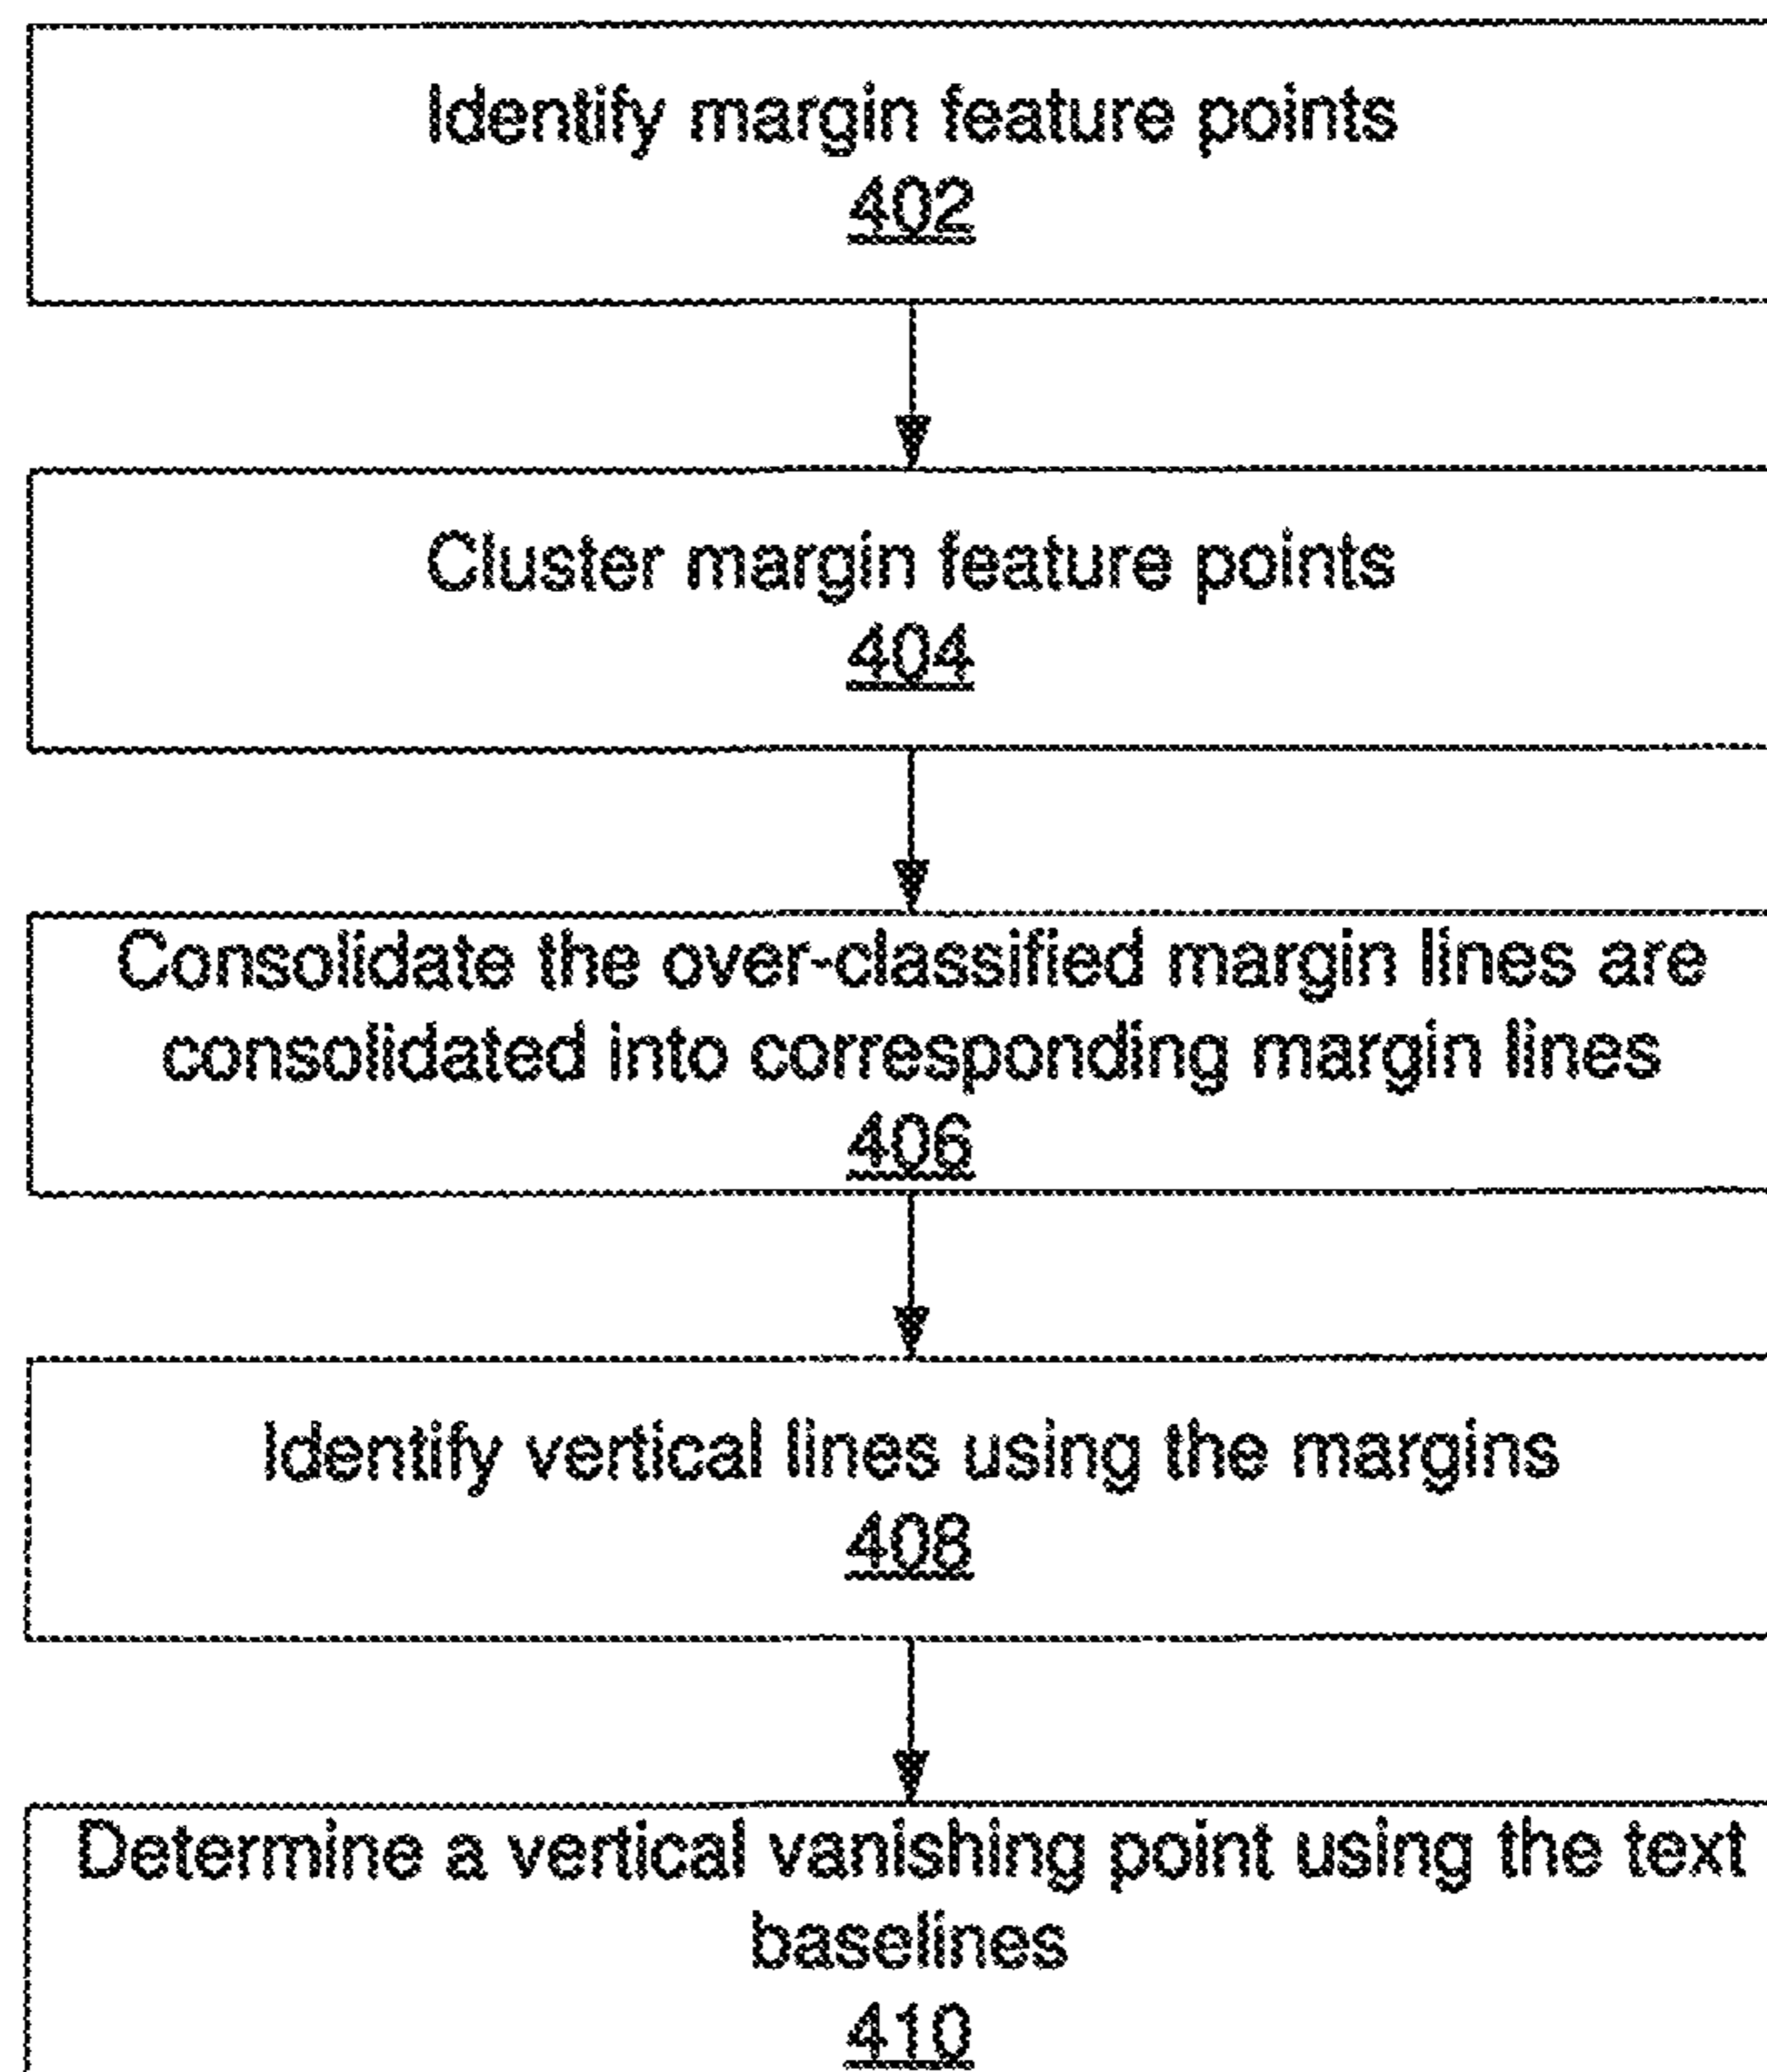 Identify margin feature points
402
Cluster margin feature points
404
Consolidate the over-classified margin lines are
consolidated into corresponding margin lines
406
Identify vertical lines using the margins
408
Determine a vertical vanishing point using the text
baselines
410